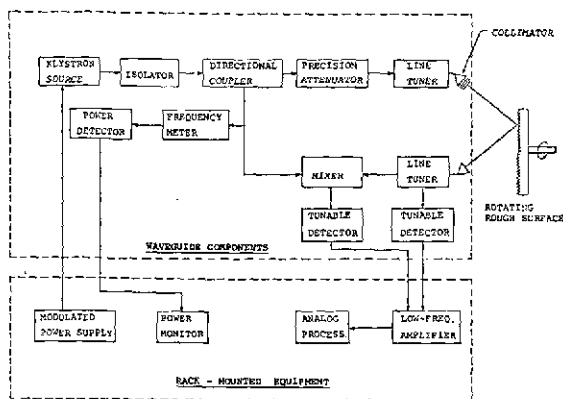 COLLIMATOR
KLYSTRON
SOURCE
ISOLATOR
DIRECTIONAL
COUPLER
PRECISION
ATTENUATOR
LINE
TUNER
POWER
DETECTOR
FREQUENCY
METER
MIXER
LINE
TUNER
ROTATING
ROUGH SURFACE
TUNABLE
DETECTOR
TUNABLE
DETECTOR
WAVEGUIDE COMPONENTS
MODULATED
POWER SUPPLY
POWER
MONITOR
ANALOG
PROCESS
LOW-FREQ.
AMPLIFIER
RACK - MOUNTED EQUIPMENT